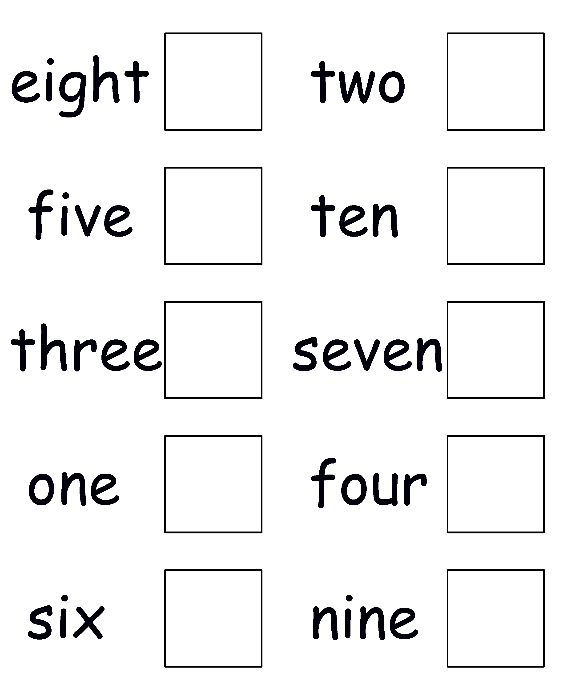 eight two
five ten
three seven
one four
six nine